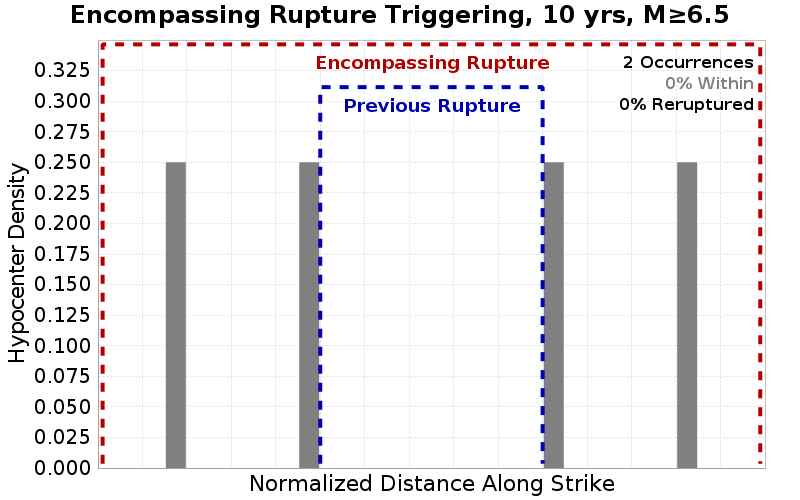 Encompassing Rupture Triggering, 10 yrs, M≥6.5
Encompassing Rupture
2 Occurrences
0% Within
0% Reruptured
Previous Rupture
Hypocenter Density
0.325
0.300
0.275
0.250
0.225
0.200
0.175
0.150
0.125
0.100
0.075
0.050
0.025
0.000
Normalized Distance Along Strike